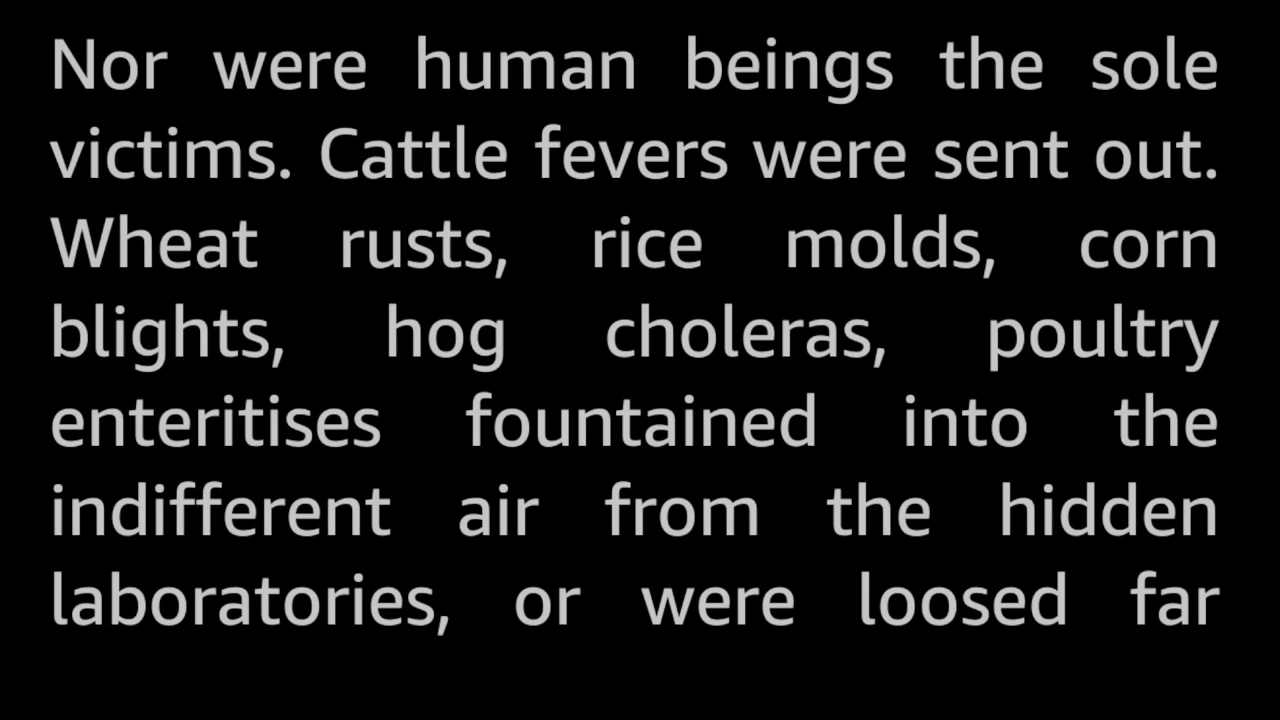 Nor were human beings the sole
victims. Cattle fevers were sent out.
Wheat rusts, rice molds, corn
blights, hog choleras, poultry
enteritises fountained into the
indifferent air from the hidden
laboratories, or were loosed far